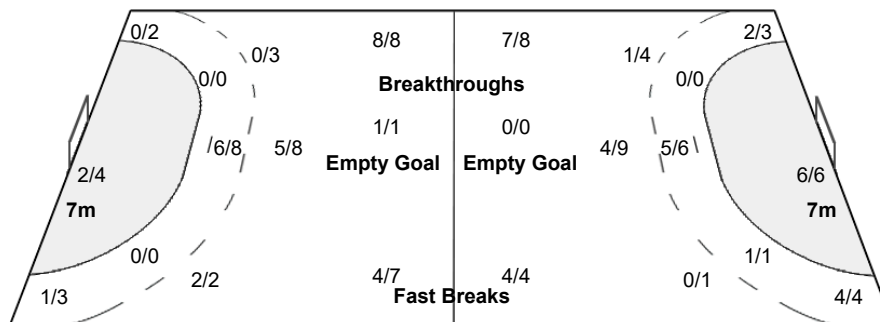 0/2 8/8 7/8 2/3
0/3 1/4
0/0 Breakthroughs 0/0
1/1 0/0
6/8 5/8 4/9 5/6
Empty Goal Empty Goal
2/4 6/6
7m 7m
0/0 1/1
2/2 4/7 4/4 0/1
1/3 Fast Breaks 4/4